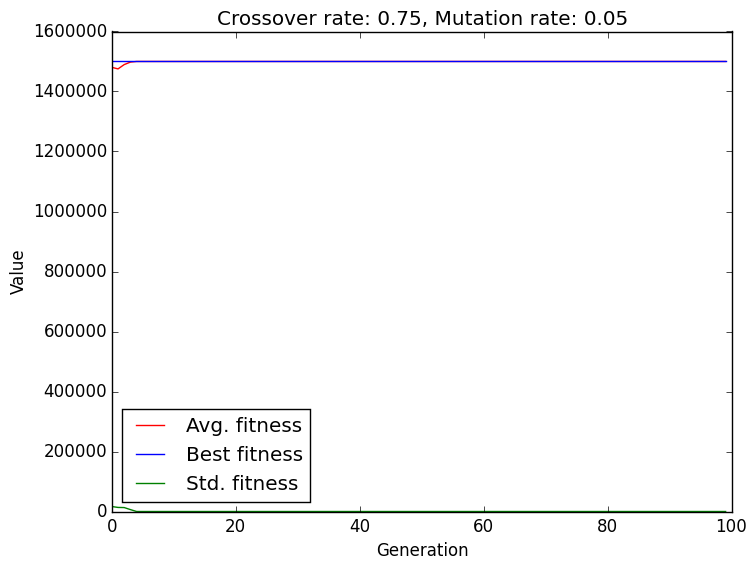 Crossover rate: 0.75, Mutation rate: 0.05
1600000
1400000
1200000
1000000
800000
600000
400000
200000
0
Value
Avg. fitness
Best fitness
Std. fitness
0 20 40 60 80 100
Generation